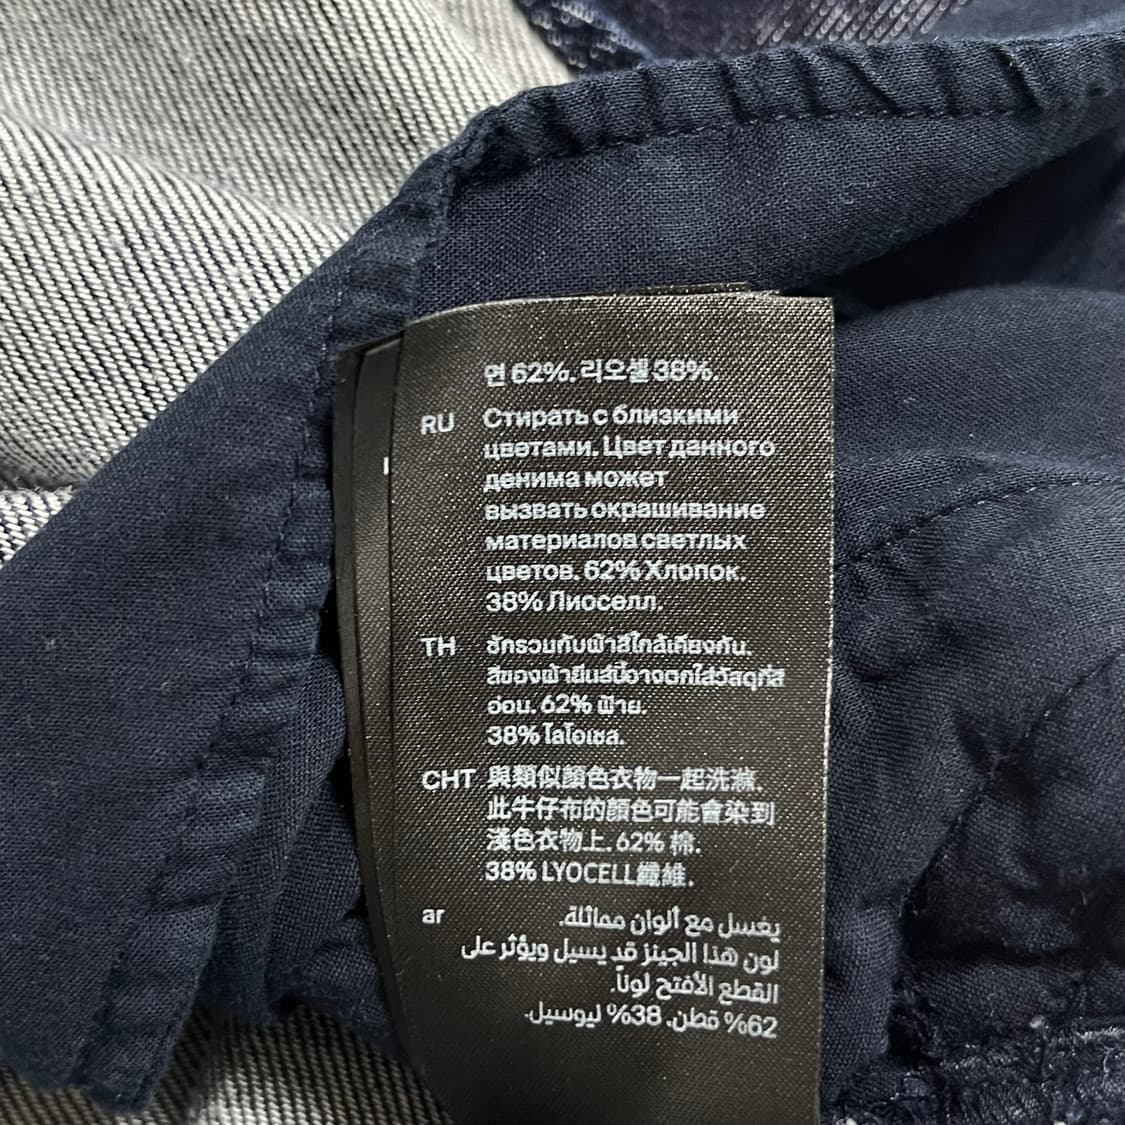 면 62%. 리오셀 38%.
RU Стирать с близкими
цветами. Цвет данного
денима может
вызвать окрашивание
материалов светлых
цветов. 62% Хлопок.
38% Лиоселл.
TH ซักรวมกับผ้าสีใกล้เคียงกัน.
สีของผ้ายีนส์นี้อาจตกใส่วัสดุที่สี
อ่อน. 62% ฝ้าย.
38% ไลโอเซล.
CHT 與類似顏色衣物一起洗滌.
此牛仔布的顏色可能會染到
淺色衣物上. 62% 棉.
38% LYOCELL纖維.
ar يغسل مع ألوان مماثلة.
لون هذا الجينز قد يسيل ويؤثر على
القطع الأفتح لوناً.
62% قطن. 38% ليوسيل.